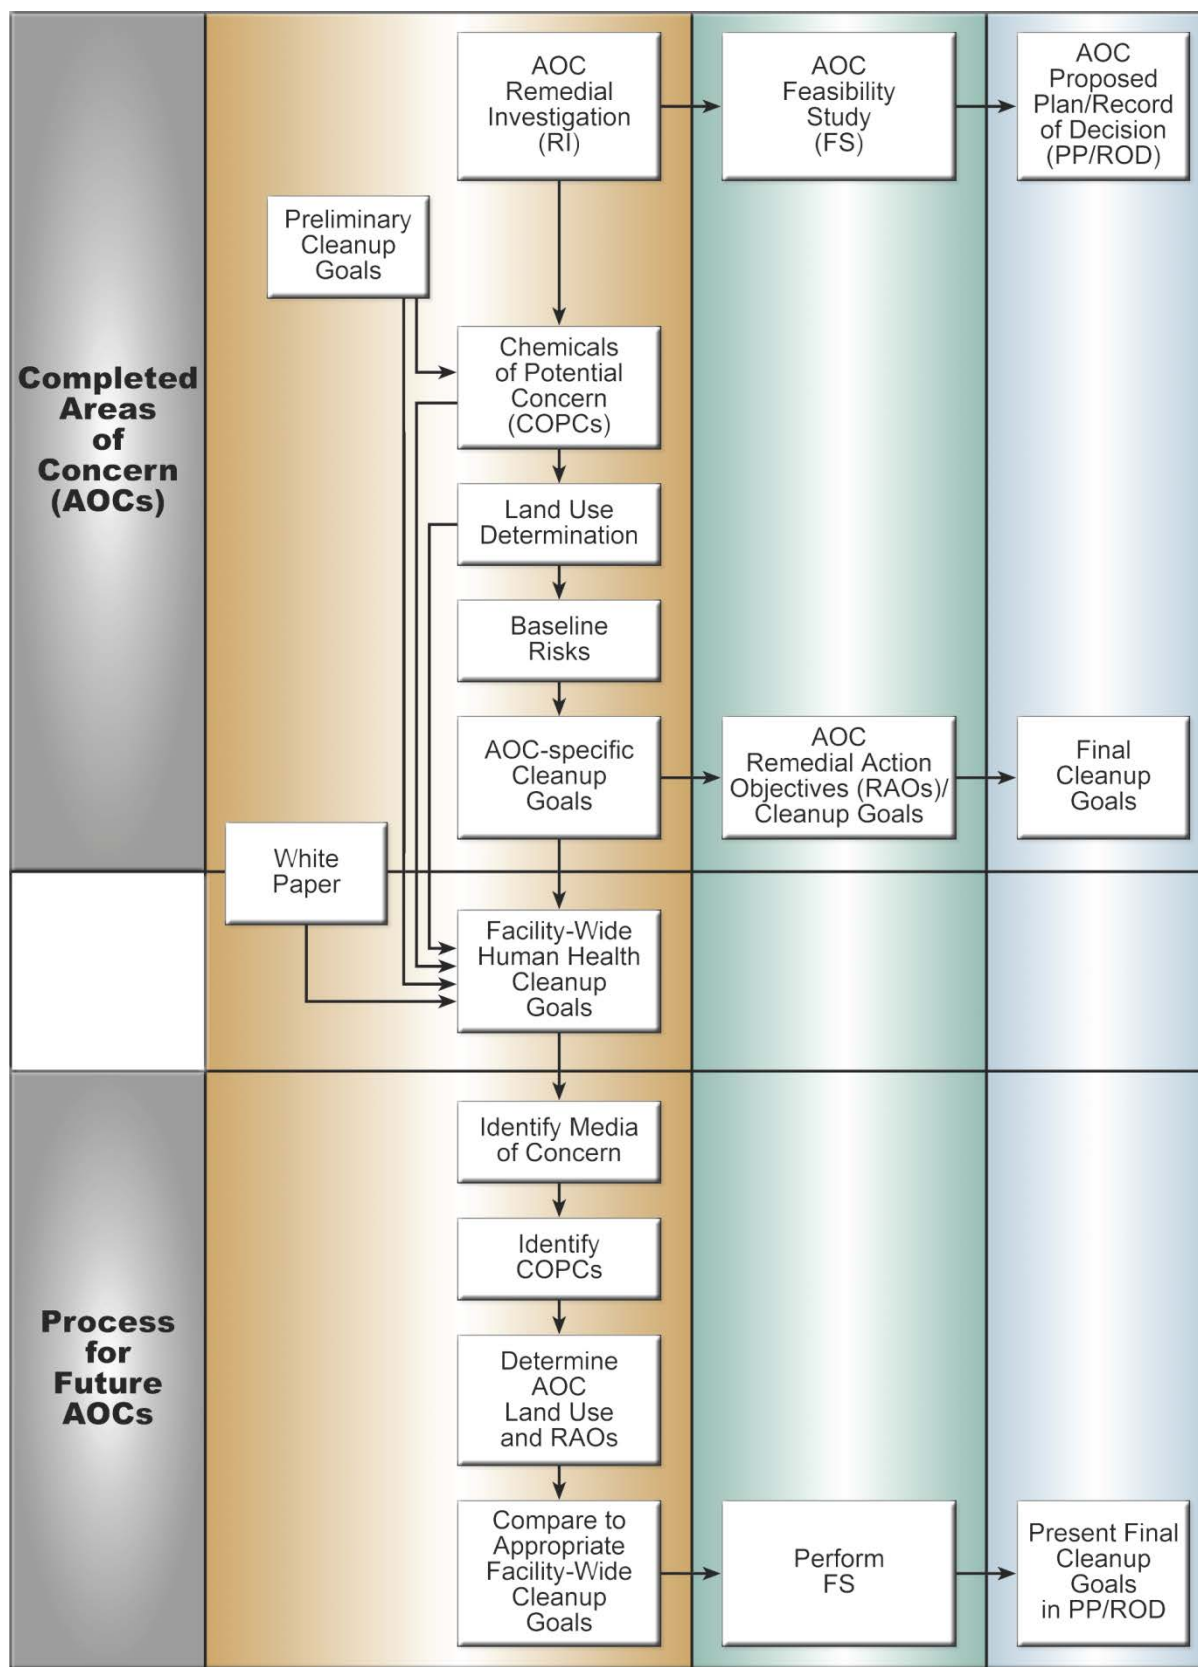 AOC
Remedial
Investigation
(RI)
AOC
Feasibility
Study
(FS)
AOC
Proposed
Plan/Record
of Decision
(PP/ROD)
Preliminary
Cleanup
Goals
Completed
Areas
of
Concern
(AOCs)
Chemicals
of Potential
Concern
(COPCs)
Land Use
Determination
Baseline
Risks
AOC-specific
Cleanup
Goals
AOC
Remedial Action
Objectives (RAOs)/
Cleanup Goals
Final
Cleanup
Goals
White
Paper
Facility-Wide
Human Health
Cleanup
Goals
Process
for
Future
AOCs
Identify Media
of Concern
Identify
COPCs
Determine
AOC
Land Use
and RAOs
Compare to
Appropriate
Facility-Wide
Cleanup
Goals
Perform
FS
Present Final
Cleanup
Goals
in PP/ROD